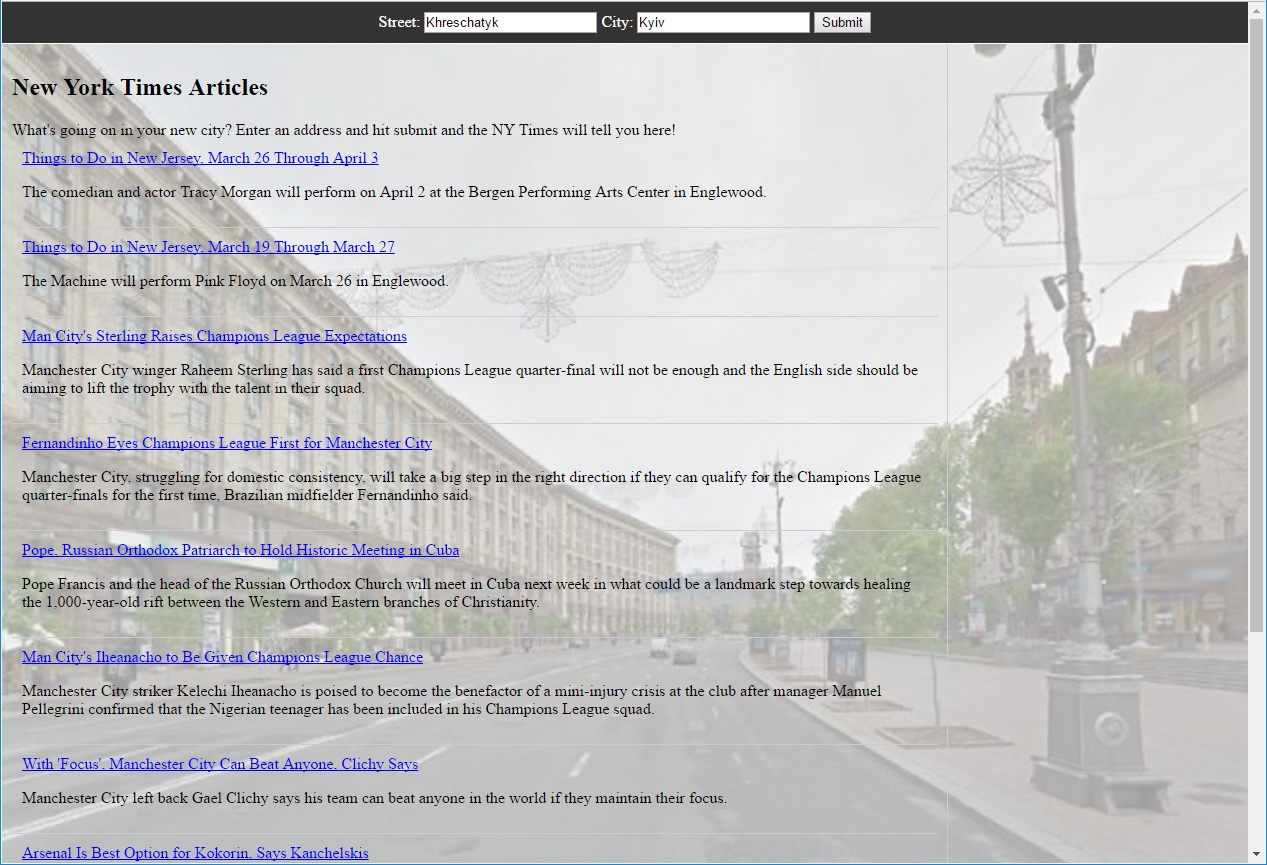 Street: Khreschatyk City: Kyiv Submit
New York Times Articles
What's going on in your new city? Enter an address and hit submit and the NY Times will tell you here!
Things to Do in New Jersey, March 26 Through April 3
The comedian and actor Tracy Morgan will perform on April 2 at the Bergen Performing Arts Center in Englewood.
Things to Do in New Jersey, March 19 Through March 27
The Machine will perform Pink Floyd on March 26 in Englewood.
Man City's Sterling Raises Champions League Expectations
Manchester City winger Raheem Sterling has said a first Champions League quarter-final will not be enough and the English side should be
aiming to lift the trophy with the talent in their squad.
Fernandinho Eyes Champions League First for Manchester City
Manchester City, struggling for domestic consistency, will take a big step in the right direction if they can qualify for the Champions League
quarter-finals for the first time, Brazilian midfielder Fernandinho said.
Pope, Russian Orthodox Patriarch to Hold Historic Meeting in Cuba
Pope Francis and the head of the Russian Orthodox Church will meet in Cuba next week in what could be a landmark step towards healing
the 1,000-year-old rift between the Western and Eastern branches of Christianity.
Man City's Iheanacho to Be Given Champions League Chance
Manchester City striker Kelechi Iheanacho is poised to become the benefactor of a mini-injury crisis at the club after manager Manuel
Pellegrini confirmed that the Nigerian teenager has been included in his Champions League squad.
With 'Focus', Manchester City Can Beat Anyone, Clichy Says
Manchester City left back Gael Clichy says his team can beat anyone in the world if they maintain their focus.
Arsenal Is Best Option for Kokorin, Says Kanchelskis